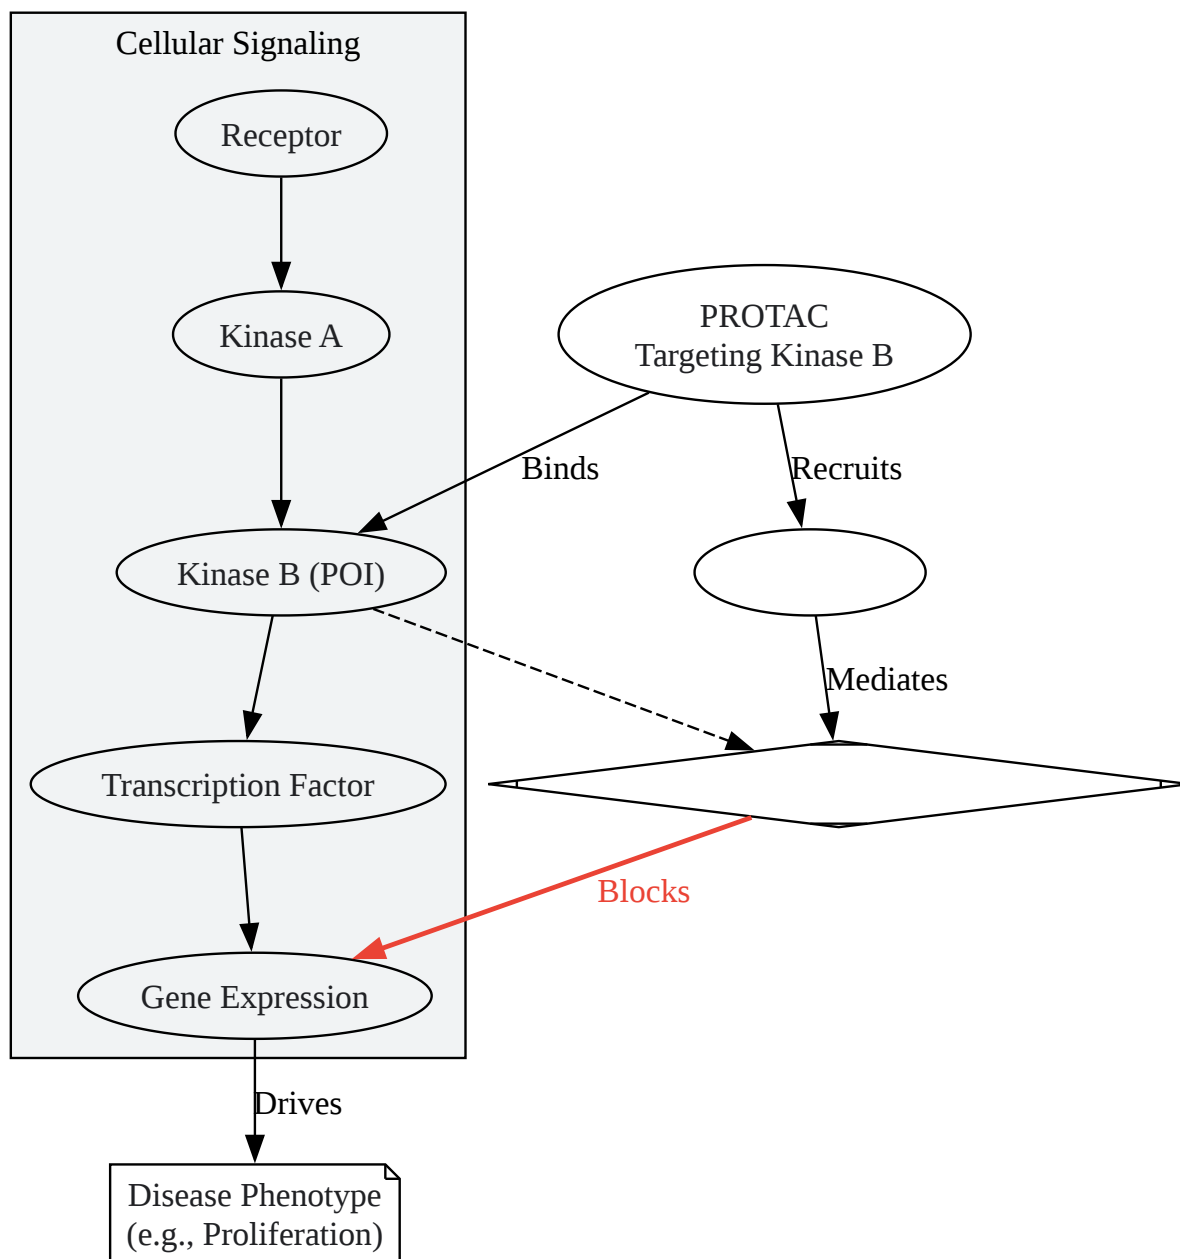 Cellular Signaling
Receptor
Kinase A
PROTAC
Targeting Kinase B
Binds
Recruits
Kinase B (POI)
Mediates
Transcription Factor
Blocks
Gene Expression
Drives
Disease Phenotype
(e.g., Proliferation)